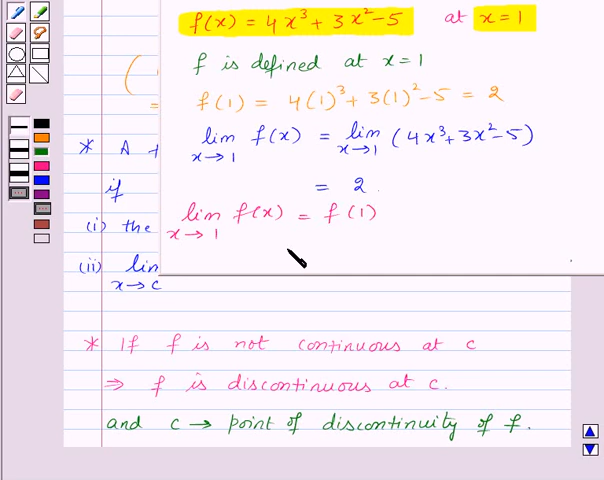 f(x) = 4x³ + 3x² - 5 at x = 1
f is defined at x = 1
f(1) = 4(1)³ + 3(1)² - 5 = 2
lim x→1 f(x) = lim x→1 (4x³ + 3x² - 5)
= 2
lim x→1 f(x) = f(1)
(
=
* A
if
(i) the
(ii) lim x→c
* If f is not continuous at c
⇒ f is discontinuous at c.
and c → point of discontinuity of f.